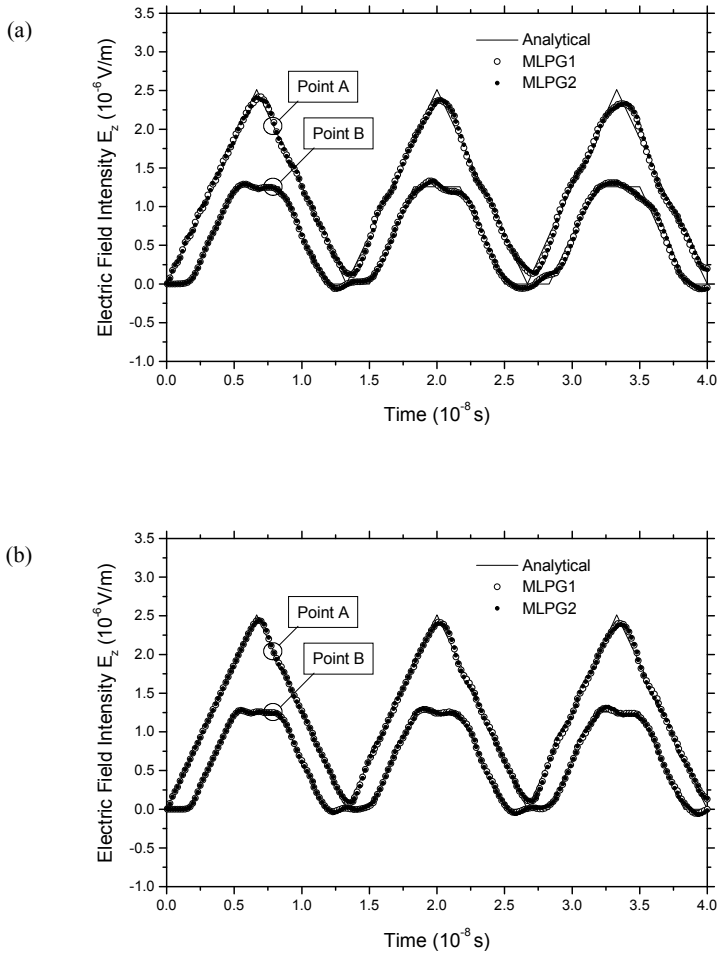 (a)
3.5
3.0
2.5
2.0
1.5
1.0
0.5
0.0
-0.5
-1.0
Electric Field Intensity E_z (10^-6 V/m)
Analytical
MLPG1
MLPG2
Point A
Point B
0.0 0.5 1.0 1.5 2.0 2.5 3.0 3.5 4.0
Time (10^-8 s)
(b)
3.5
3.0
2.5
2.0
1.5
1.0
0.5
0.0
-0.5
-1.0
Electric Field Intensity E_z (10^-6 V/m)
Analytical
MLPG1
MLPG2
Point A
Point B
0.0 0.5 1.0 1.5 2.0 2.5 3.0 3.5 4.0
Time (10^-8 s)